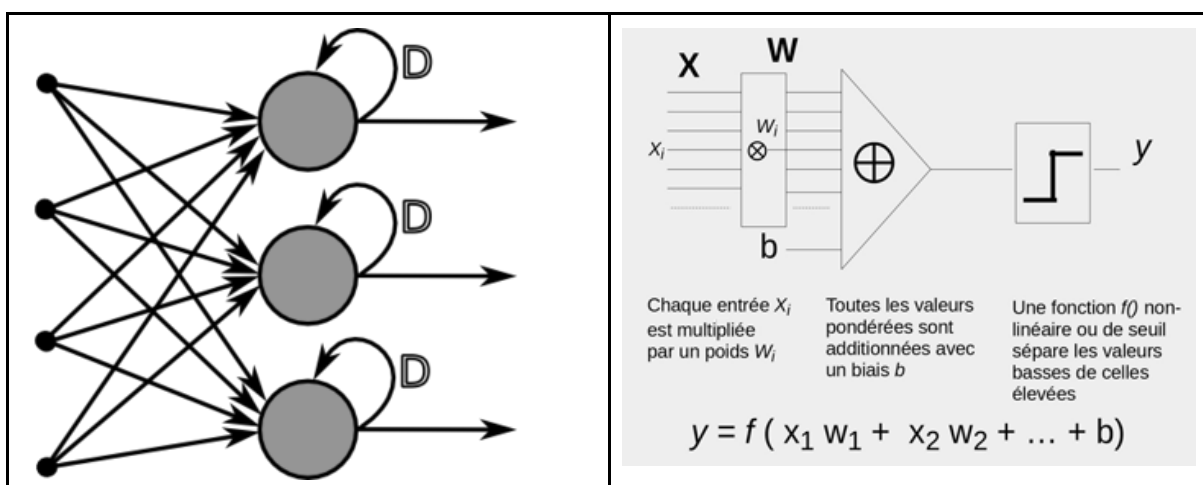 D
D
D
X
W
Xi
Wi
y
b
Chaque entrée Xi
est multipliée
par un poids Wi
Toutes les valeurs
pondérées sont
additionnées avec
un biais b
Une fonction f() non-
linéaire ou de seuil
sépare les valeurs
basses de celles
élevées
y = f ( x1 w1 + x2 w2 + ... + b)